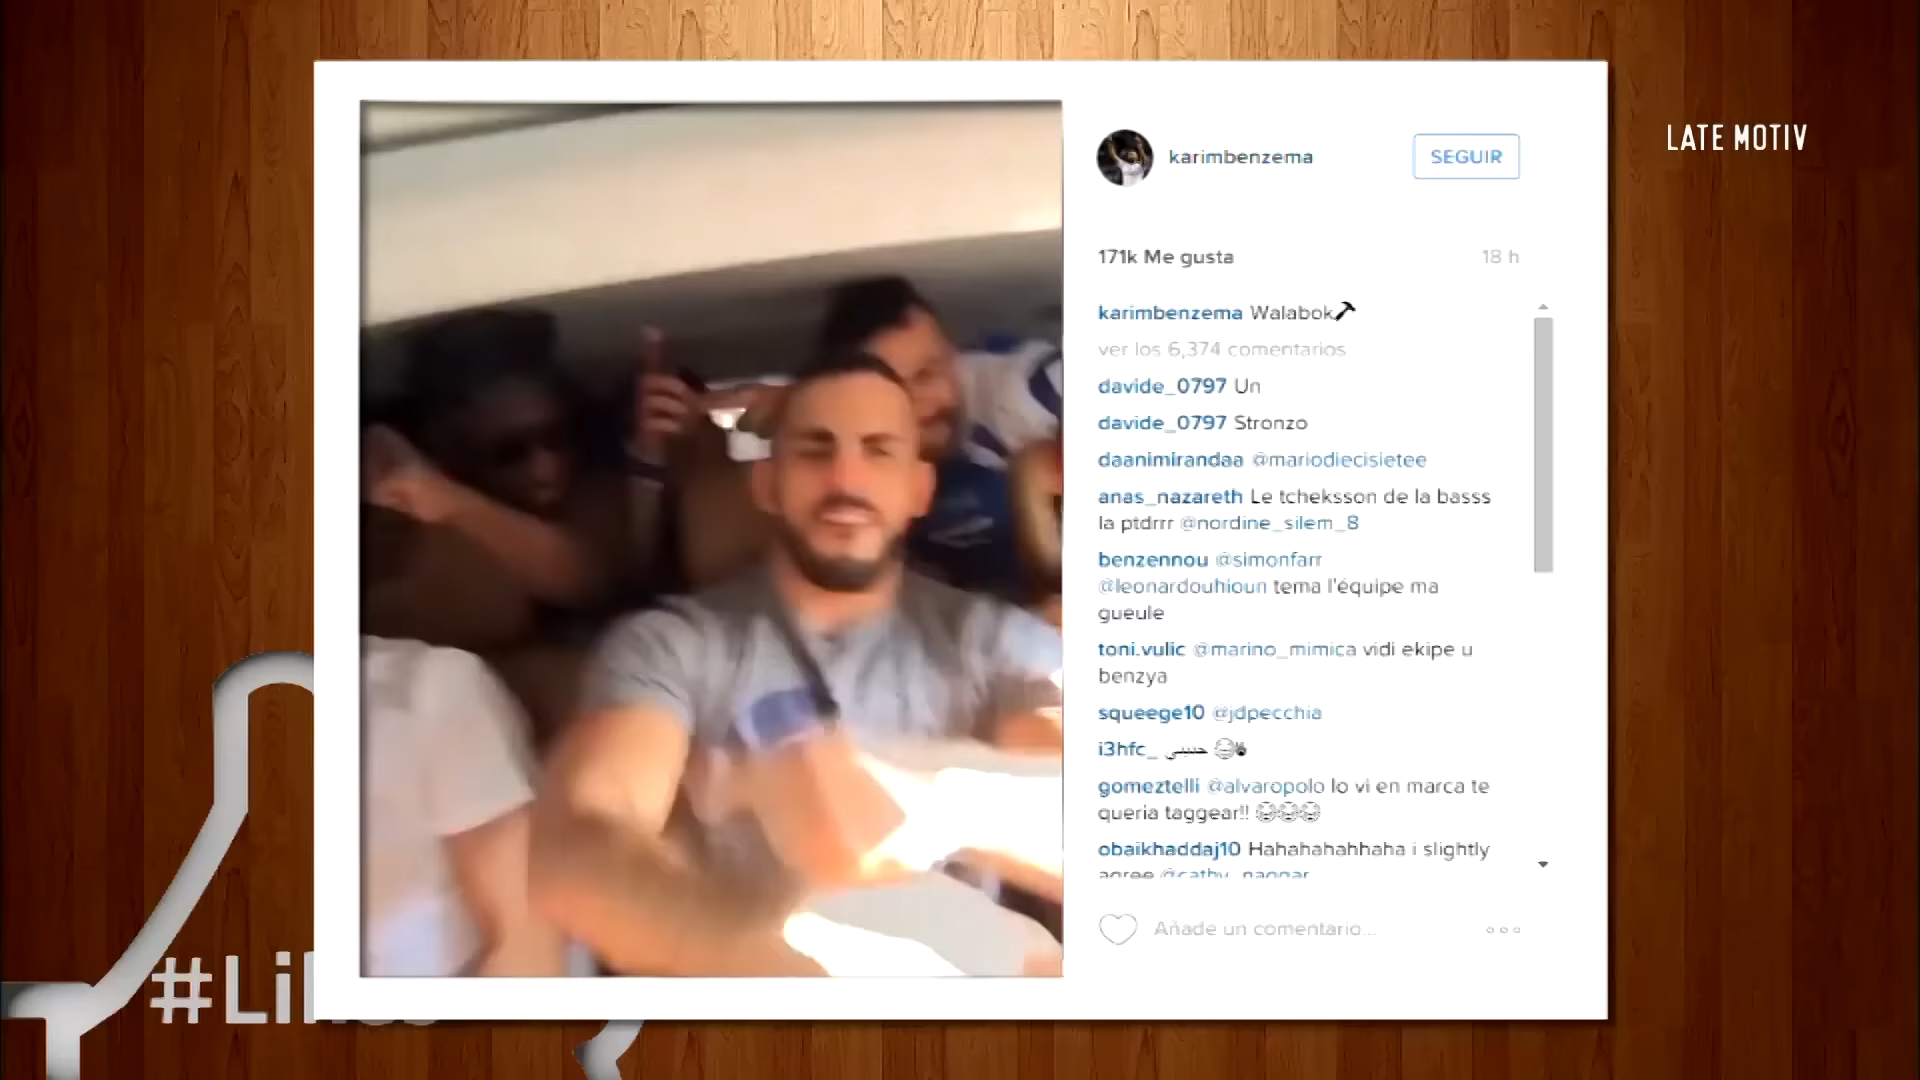 LATE MOTIV
karimbenzema SEGUIR
171k Me gusta 18 h
karimbenzema Walabok
ver los 6,374 comentarios
davide_0797 Un
davide_0797 Stronzo
daanimirandaa @mariodiecisietee
anas_nazareth Le tcheksson de la basss
la ptdrrr @nordine_silem_8
benzennou @simonfarr
@leonardouhioun tema l'équipe ma
gueule
toni.vulic @marino_mimica vidi ekipe u
benzya
squeege10 @jdpecchia
i3hfc_ حبيبي
gomeztelli @alvaropolo lo vi en marca te
queria taggear!!
obaikhaddaj10 Hahahahahhaha i slightly
agree @cathy_naggar
Añade un comentario...